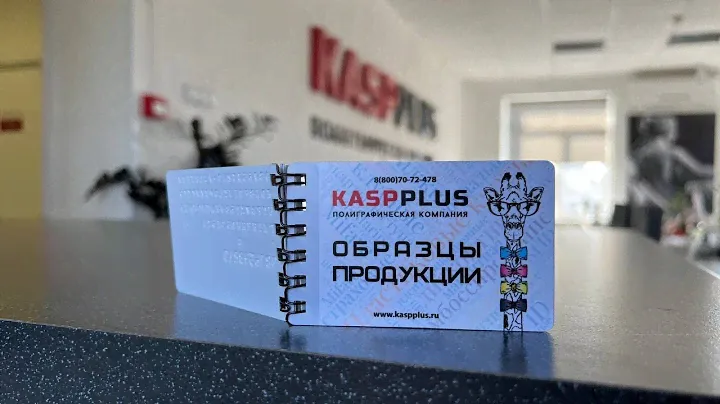 KASPPLUS
8(800)70-72-478
KASPPLUS
ПОЛИГРАФИЧЕСКАЯ КОМПАНИЯ
ОБРАЗЦЫ
ПРОДУКЦИИ
www.kaspplus.ru